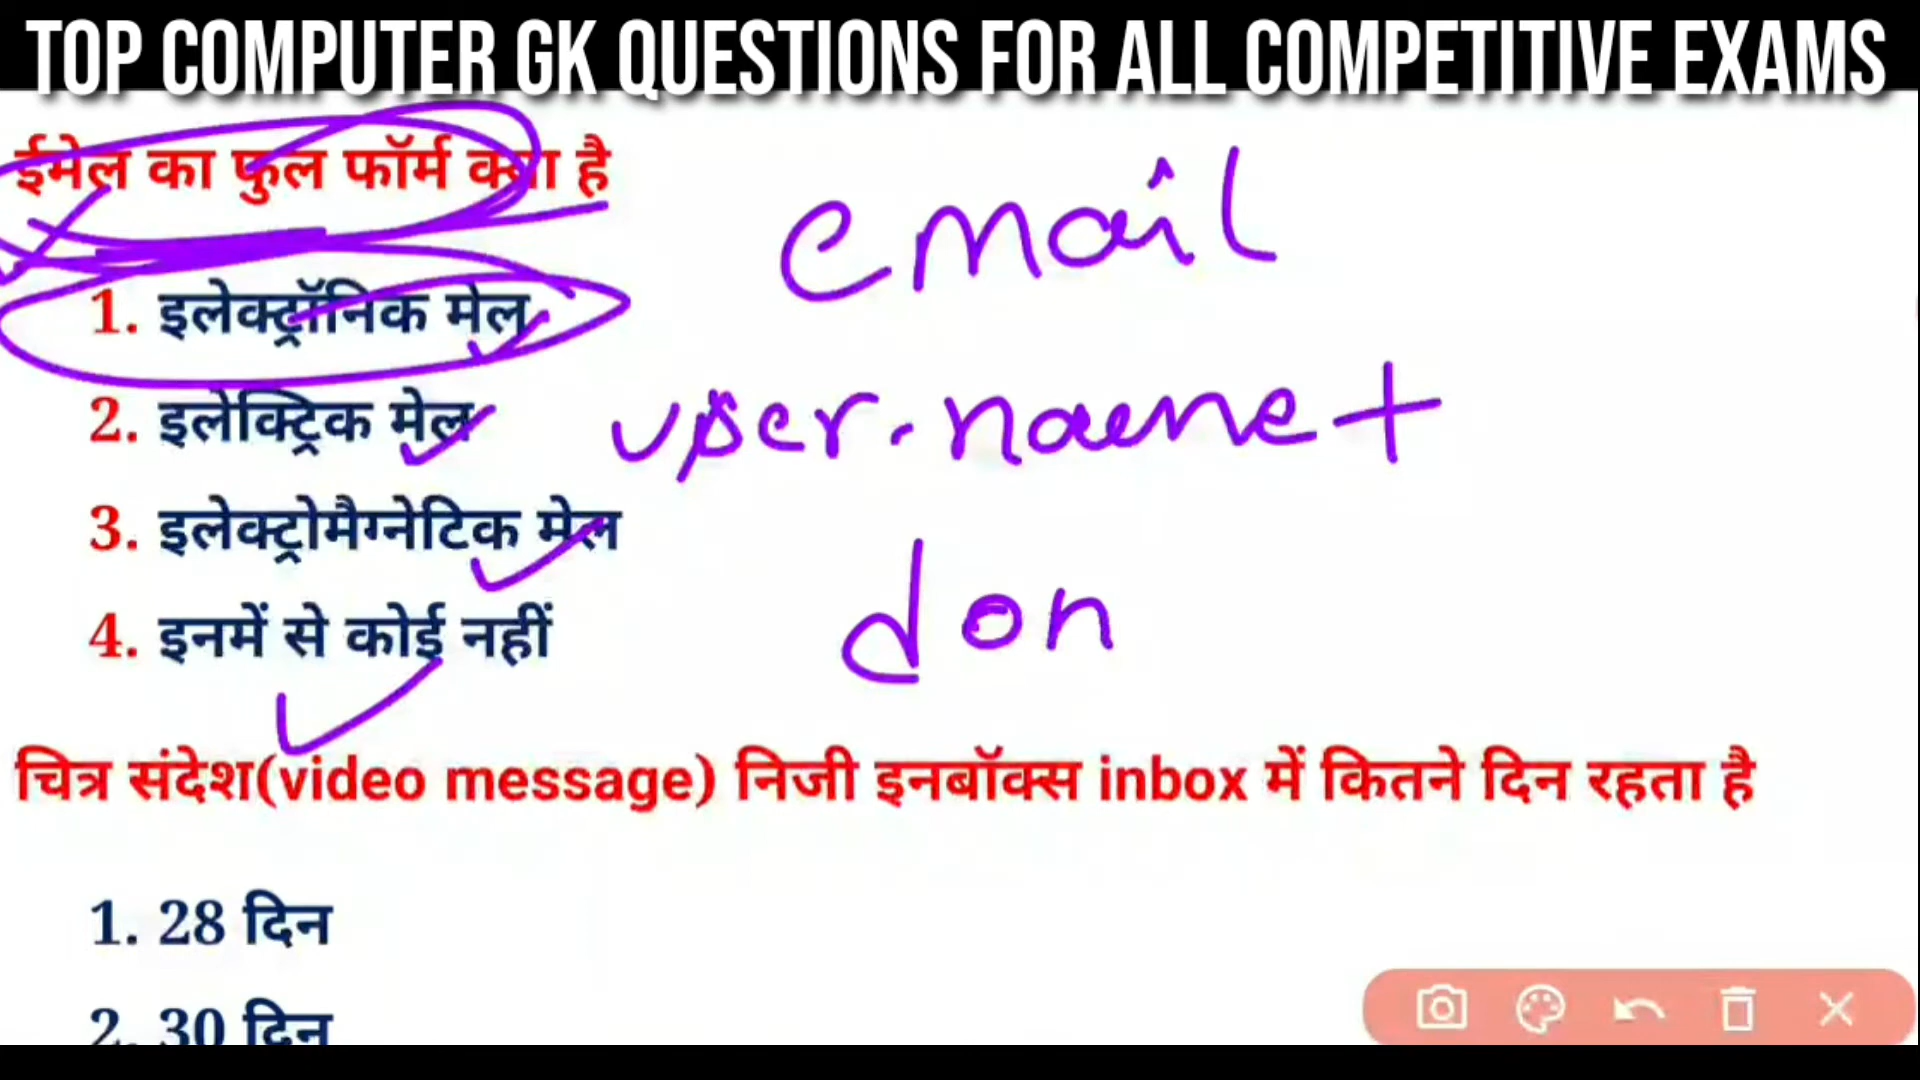 TOP COMPUTER GK QUESTIONS FOR ALL COMPETITIVE EXAMS
ईमेल का फुल फॉर्म क्या है
email
1. इलेक्ट्रॉनिक मेल
2. इलेक्ट्रिक मेल
user.name+
3. इलेक्ट्रोमैग्नेटिक मेल
don
4. इनमें से कोई नहीं
चित्र संदेश(video message) निजी इनबॉक्स inbox में कितने दिन रहता है
1. 28 दिन
2. 30 दिन